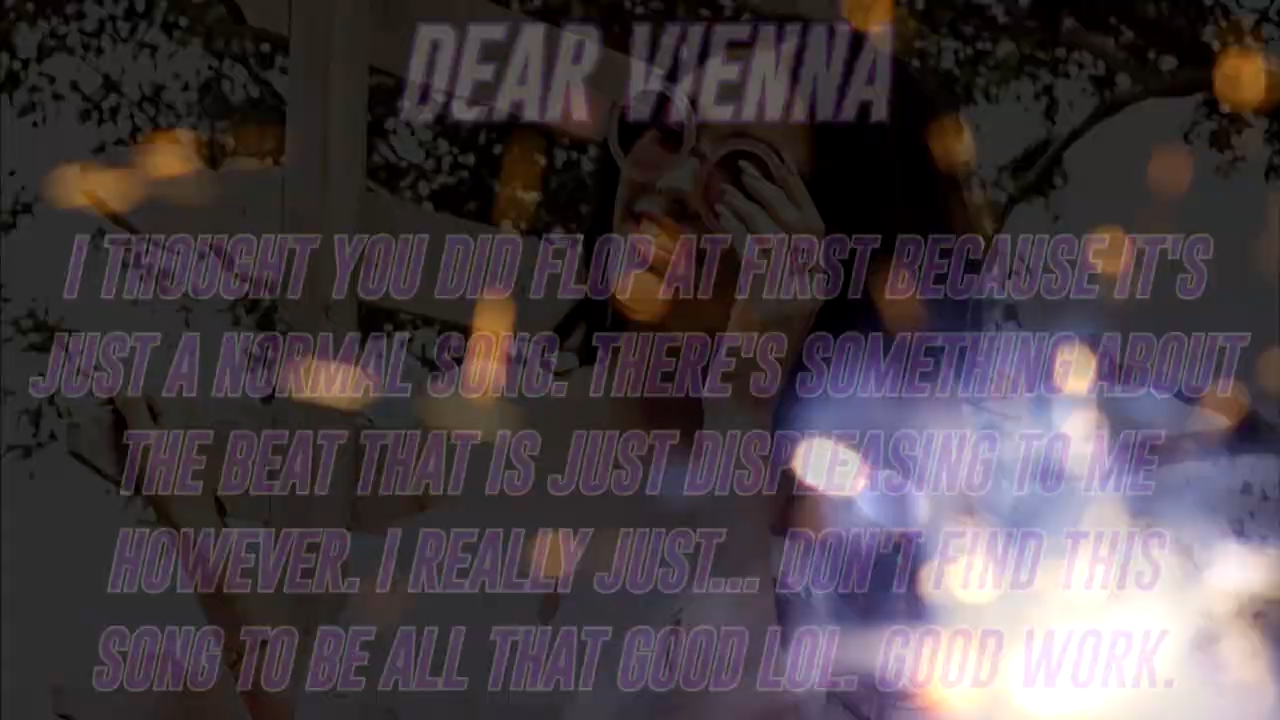 DEAR VIENNA
I THOUGHT YOU DID FLOP AT FIRST BECAUSE IT'S
JUST A NORMAL SONG. THERE'S SOMETHING ABOUT
THE BEAT THAT IS JUST DISPLEASING TO ME
HOWEVER. I REALLY JUST... DON'T FIND THIS
SONG TO BE ALL THAT GOOD LOL. GOOD WORK.